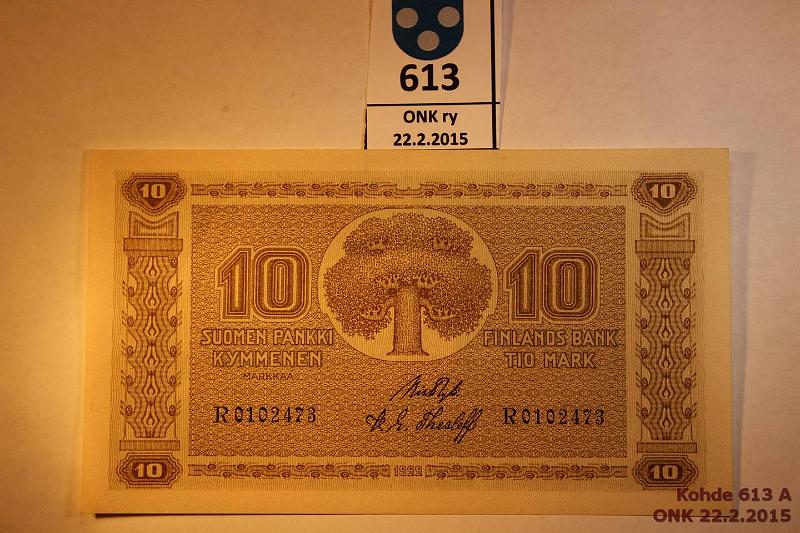 613
ONK ry
22.2.2015
10 10
10 10
SUOMEN PANKKI FINLANDS BANK
KYMMENEN TIO MARK
MARKKAA
R0102473 R0102473
V. E. Thesleff
10 1922 10
Kohde 613 A
ONK 22.2.2015